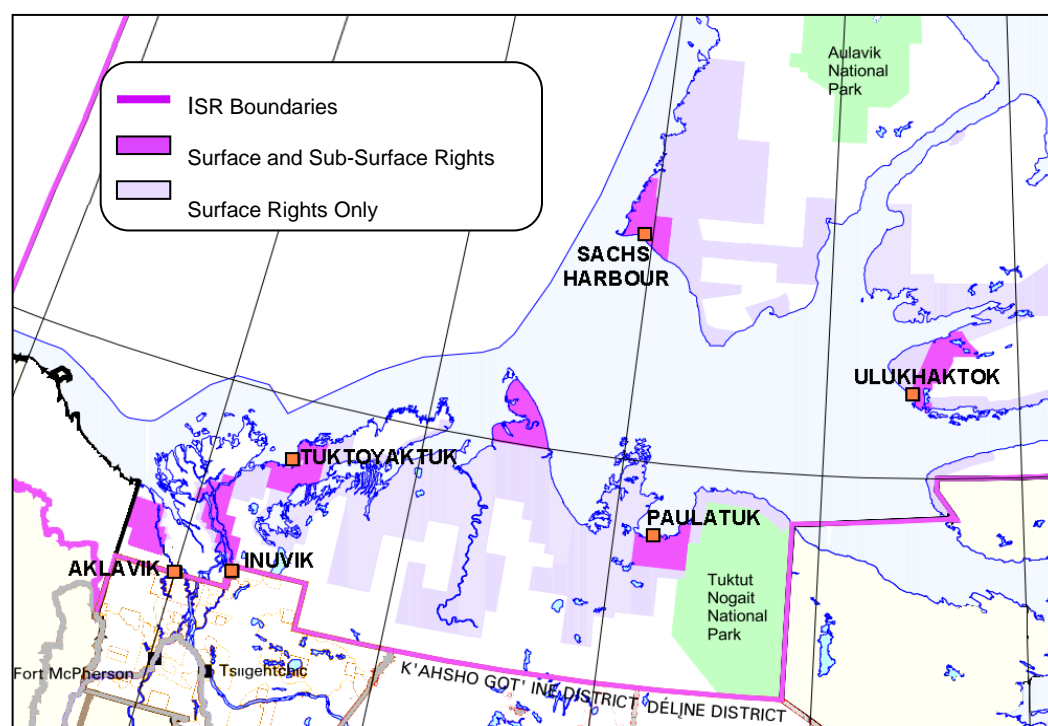 Aulavik
National
Park
ISR Boundaries
Surface and Sub-Surface Rights
Surface Rights Only
SACHS
HARBOUR
ULUKHAKTOK
TUKTOYAKTUK
PAULATUK
AKLAVIK
INUVIK
Tuktut
Nogait
National
Park
Fort McPherson
Tsiigehtchic
K'AHSHO GOT' INE DISTRICT
DÉLĮNE DISTRICT